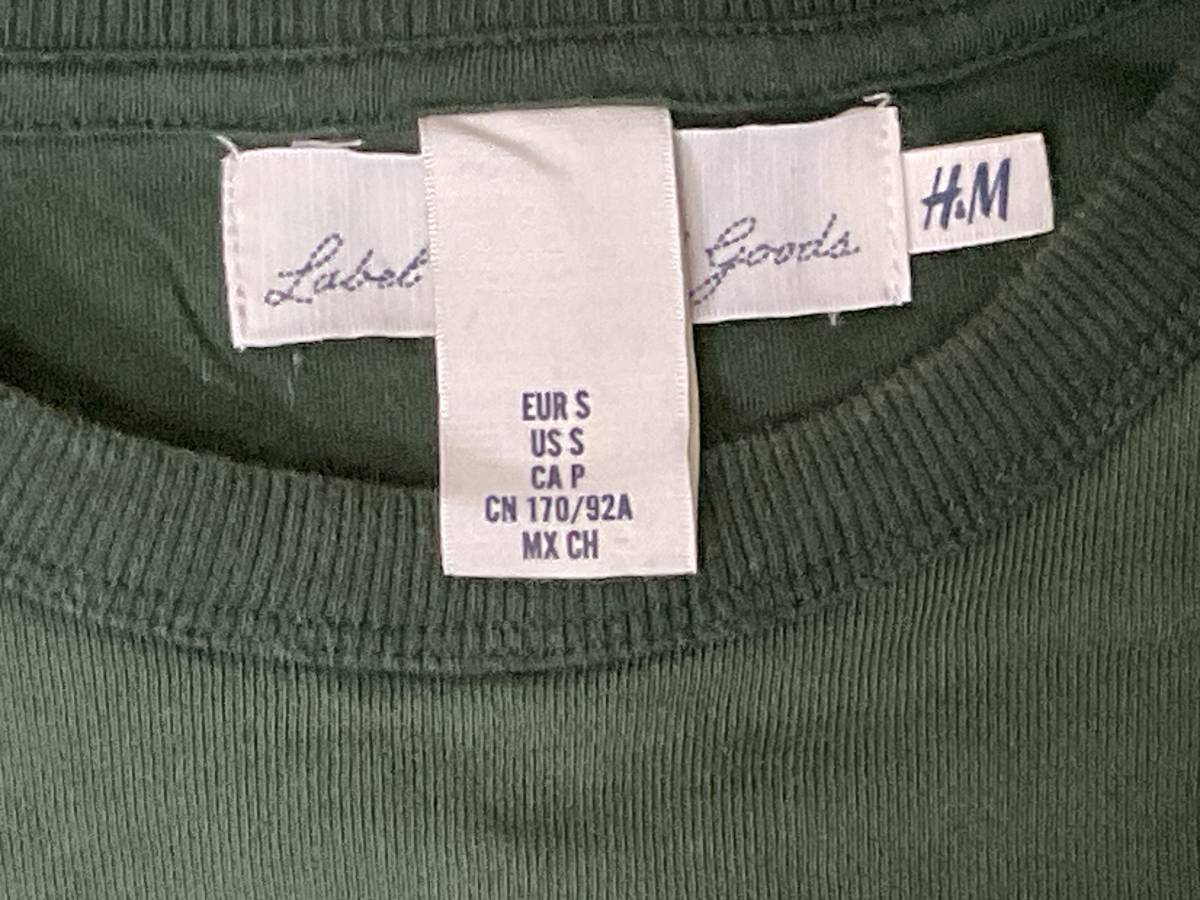 Label Goods
H&M
EUR S
US S
CA P
CN 170/92A
MX CH